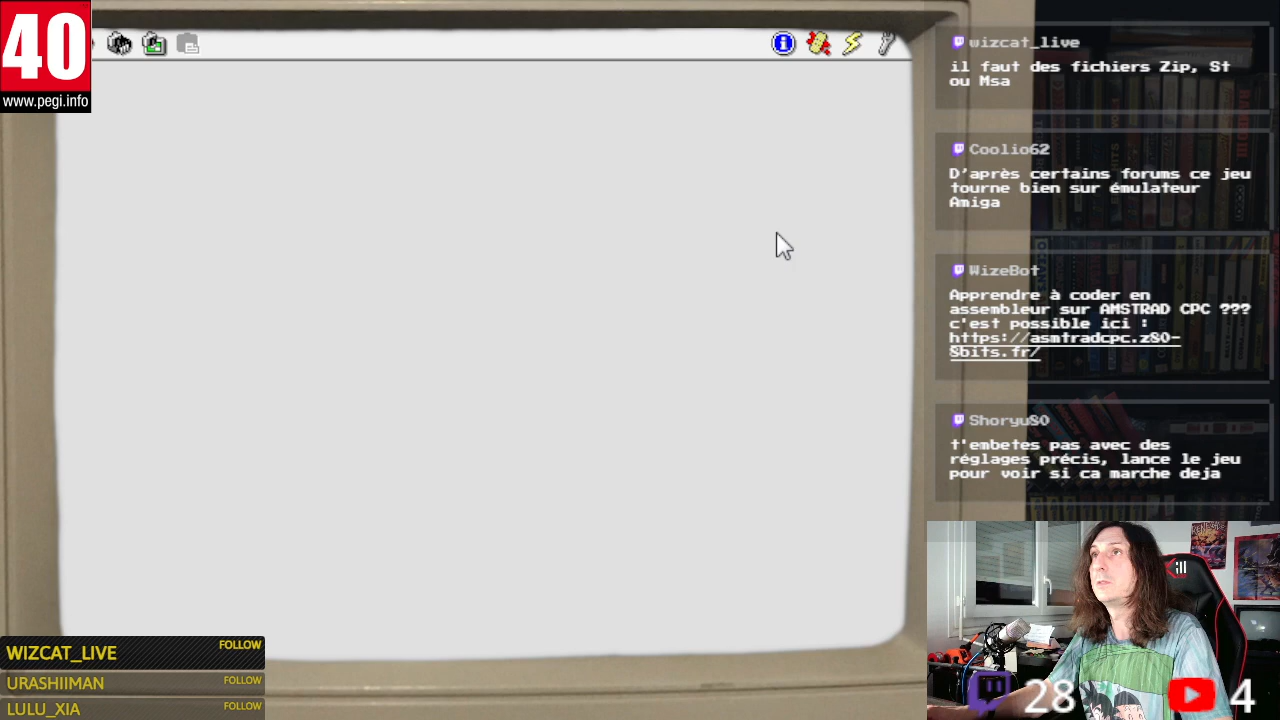 40
www.pegi.info
wizcat_live
il faut des fichiers Zip, St
ou Msa
Coolio62
D'après certains forums ce jeu
tourne bien sur émulateur
Amiga
WizeBot
Apprendre à coder en
assembleur sur AMSTRAD CPC ???
c'est possible ici :
https://asmtradcpc.z80-
8bits.fr/
Shoryu80
t'embetes pas avec des
réglages précis, lance le jeu
pour voir si ca marche deja
WIZCAT_LIVE FOLLOW
URASHIIMAN FOLLOW
LULU_XIA FOLLOW
28
4